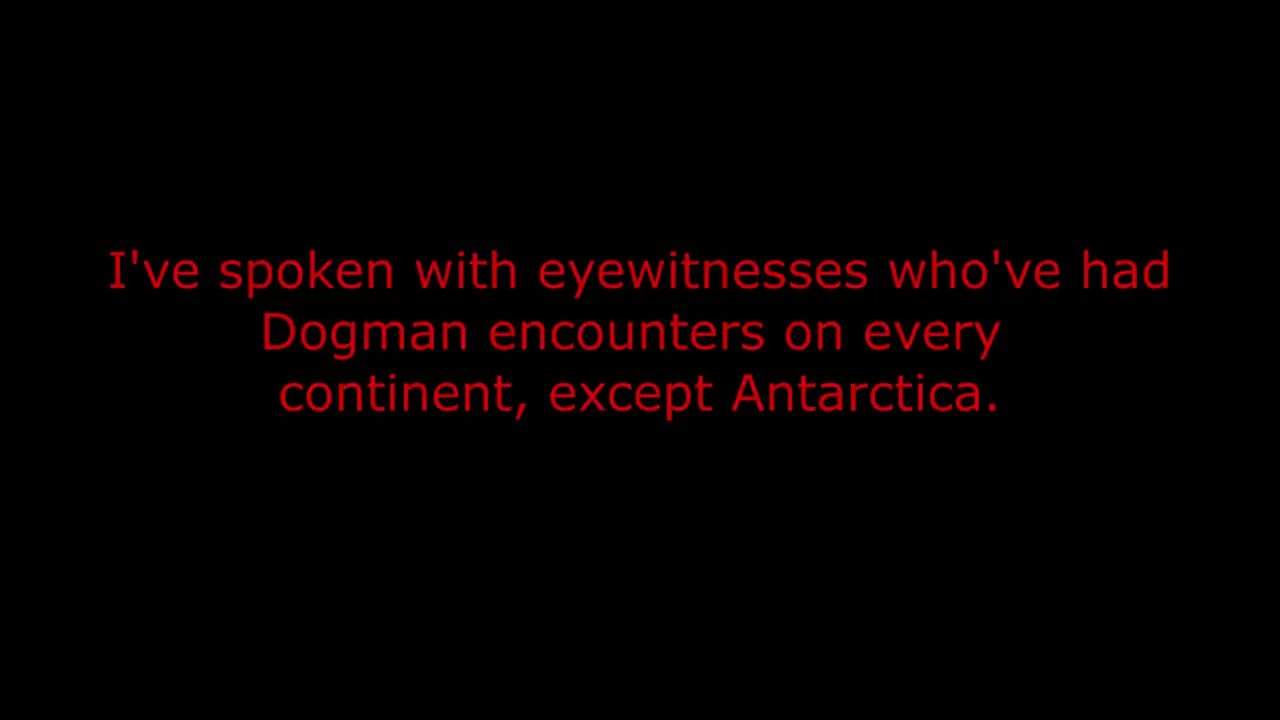 I've spoken with eyewitnesses who've had
Dogman encounters on every
continent, except Antarctica.